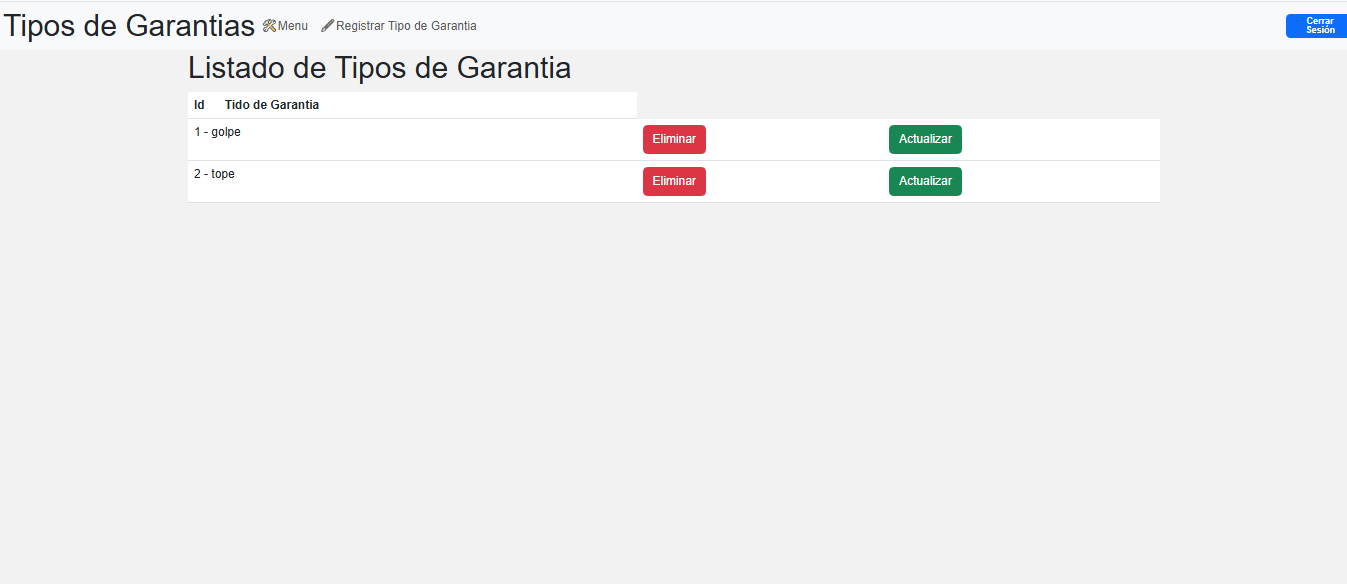 Tipos de Garantias Menu Registrar Tipo de Garantia
Cerrar
Sesión
Listado de Tipos de Garantia
Id Tido de Garantia
1 - golpe Eliminar Actualizar
2 - tope Eliminar Actualizar